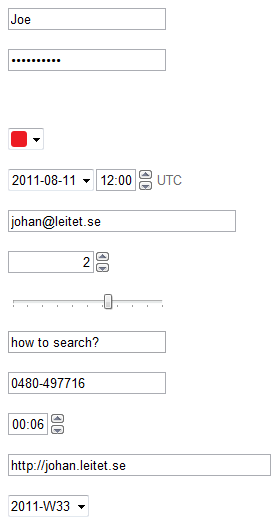 Joe
••••••••••
2011-08-11 12:00 UTC
johan@leitet.se
2
how to search?
0480-497716
00:06
http://johan.leitet.se
2011-W33